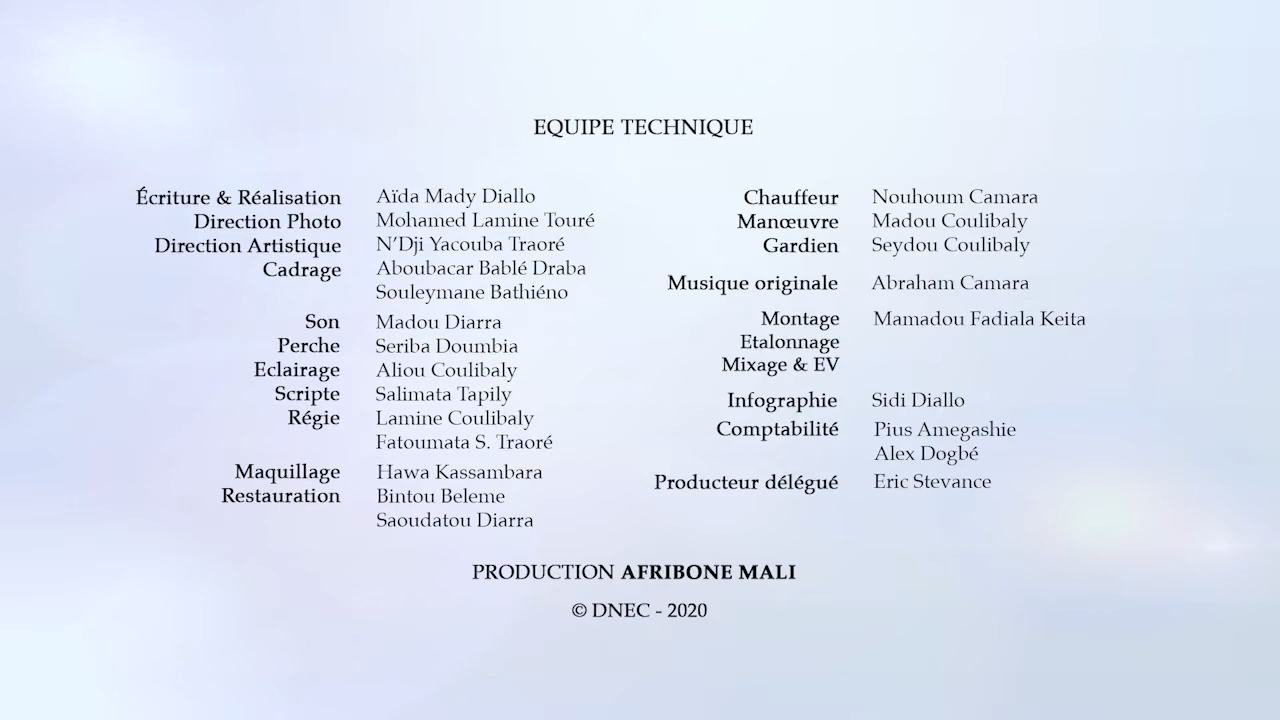 EQUIPE TECHNIQUE
Écriture & Réalisation Aïda Mady Diallo
Direction Photo Mohamed Lamine Touré
Direction Artistique N'Dji Yacouba Traoré
Cadrage Aboubacar Bablé Draba
Souleymane Bathiéno
Son Madou Diarra
Perche Seriba Doumbia
Eclairage Aliou Coulibaly
Scripte Salimata Tapily
Régie Lamine Coulibaly
Fatoumata S. Traoré
Maquillage Hawa Kassambara
Restauration Bintou Beleme
Saoudatou Diarra
Chauffeur Nouhoum Camara
Manœuvre Madou Coulibaly
Gardien Seydou Coulibaly
Musique originale Abraham Camara
Montage Mamadou Fadiala Keita
Etalonnage
Mixage & EV
Infographie Sidi Diallo
Comptabilité Pius Amegashie
Alex Dogbé
Producteur délégué Eric Stevance
PRODUCTION AFRIBONE MALI
© DNEC - 2020